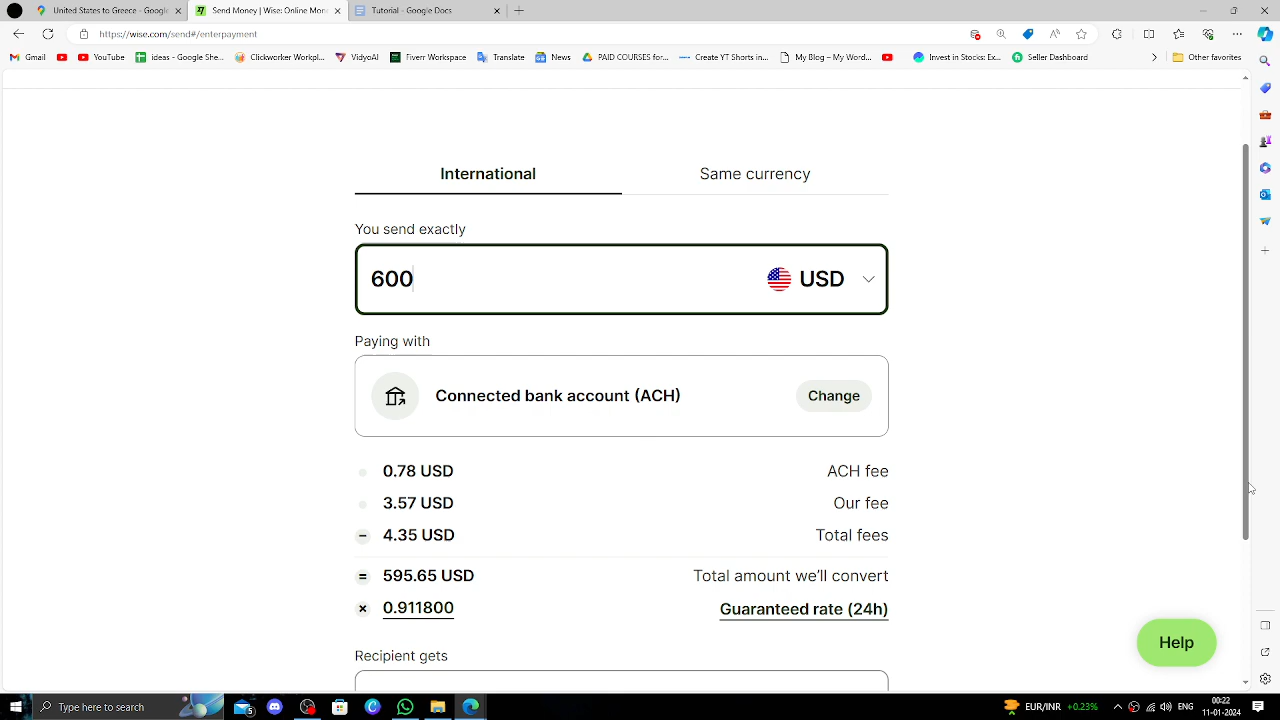 United States to Greece - Google
Send Money | Wise: Online Mone
Tutorial - Google Docs
https://wise.com/send#/enterpayment
Gmail
YouTube
ideas - Google She...
Clickworker Workpl...
VidyoAI
Fiverr Workspace
Translate
News
PAID COURSES for...
Create YT Shorts in...
My Blog – My Word...
Invest in Stocks: Ex...
Seller Dashboard
Other favorites
International
Same currency
You send exactly
600
USD
Paying with
Connected bank account (ACH)
Change
0.78 USD
ACH fee
3.57 USD
Our fee
− 4.35 USD
Total fees
= 595.65 USD
Total amount we'll convert
× 0.911800
Guaranteed rate (24h)
Recipient gets
Help
Type here to search
5
EUR/INR +0.23%
ENG
00:22
11-01-2024